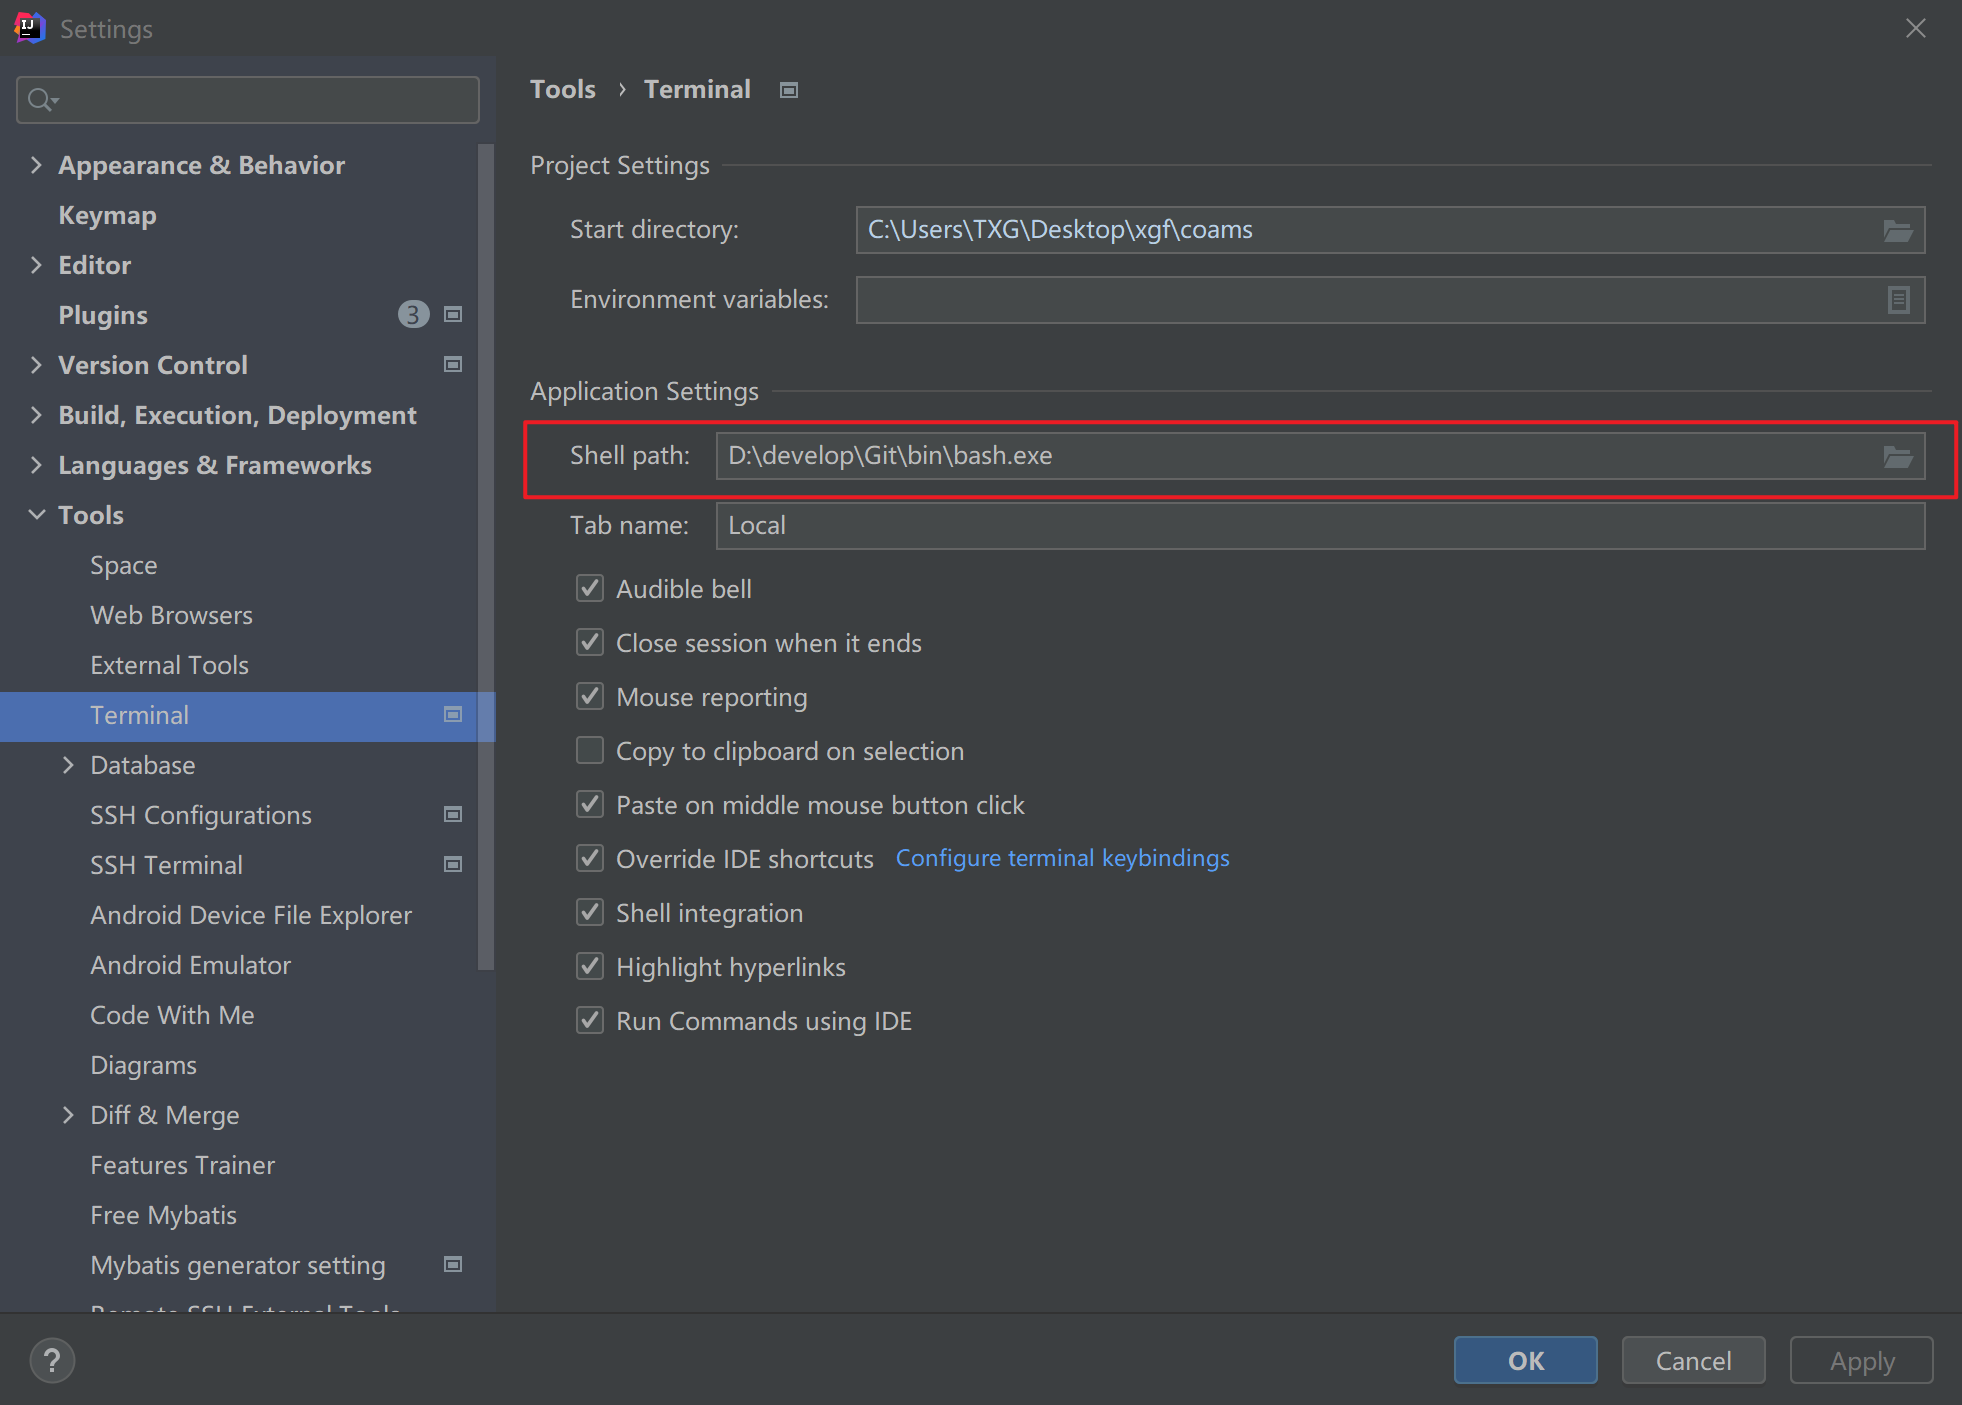 Settings
Appearance & Behavior
Keymap
Editor
Plugins 3
Version Control
Build, Execution, Deployment
Languages & Frameworks
Tools
Space
Web Browsers
External Tools
Terminal
Database
SSH Configurations
SSH Terminal
Android Device File Explorer
Android Emulator
Code With Me
Diagrams
Diff & Merge
Features Trainer
Free Mybatis
Mybatis generator setting
Remote SSH External Tools
Tools › Terminal
Project Settings
Start directory: C:\Users\TXG\Desktop\xgf\coams
Environment variables:
Application Settings
Shell path: D:\develop\Git\bin\bash.exe
Tab name: Local
Audible bell
Close session when it ends
Mouse reporting
Copy to clipboard on selection
Paste on middle mouse button click
Override IDE shortcuts Configure terminal keybindings
Shell integration
Highlight hyperlinks
Run Commands using IDE
? OK Cancel Apply